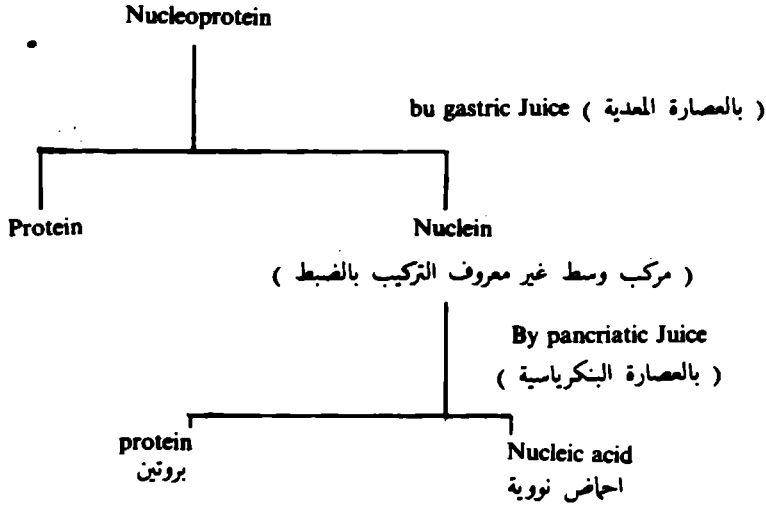 Nucleoprotein
bu gastric Juice ( بالعصارة المعدية )
Protein
Nuclein
( مركب وسط غير معروف التركيب بالضبط )
By pancriatic Juice
( بالعصارة البنكرياسية )
protein
بروتين
Nucleic acid
احماض نووية